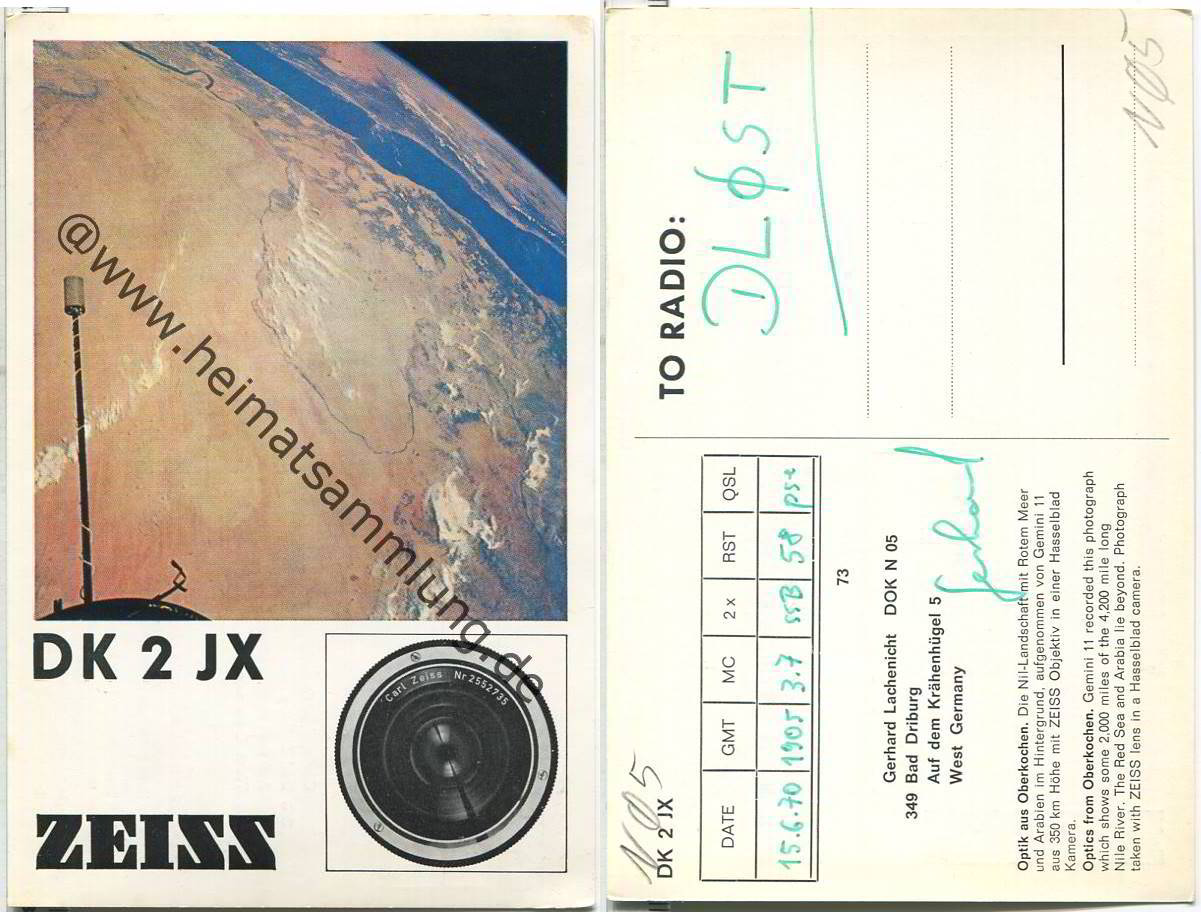 @www.heimatsammlung.de
DK 2 JX
Carl Zeiss Nr 2552735
ZEISS
NØ5
DK 2 JX
DATE GMT MC 2x RST QSL
15.6.70 1905 3.7 SSB 58 pse
73
Gerhard Lachenicht DOK N 05
349 Bad Driburg
Auf dem Krähenhügel 5
West Germany
Gerhard
Optik aus Oberkochen. Die Nil-Landschaft mit Rotem Meer
und Arabien im Hintergrund, aufgenommen von Gemini 11
aus 350 km Höhe mit ZEISS Objektiv in einer Hasselblad
Kamera.
Optics from Oberkochen. Gemini 11 recorded this photograph
which shows some 2,000 miles of the 4,200 mile long
Nile River. The Red Sea and Arabia lie beyond. Photograph
taken with ZEISS lens in a Hasselblad camera.
TO RADIO:
DLØST
NØ5